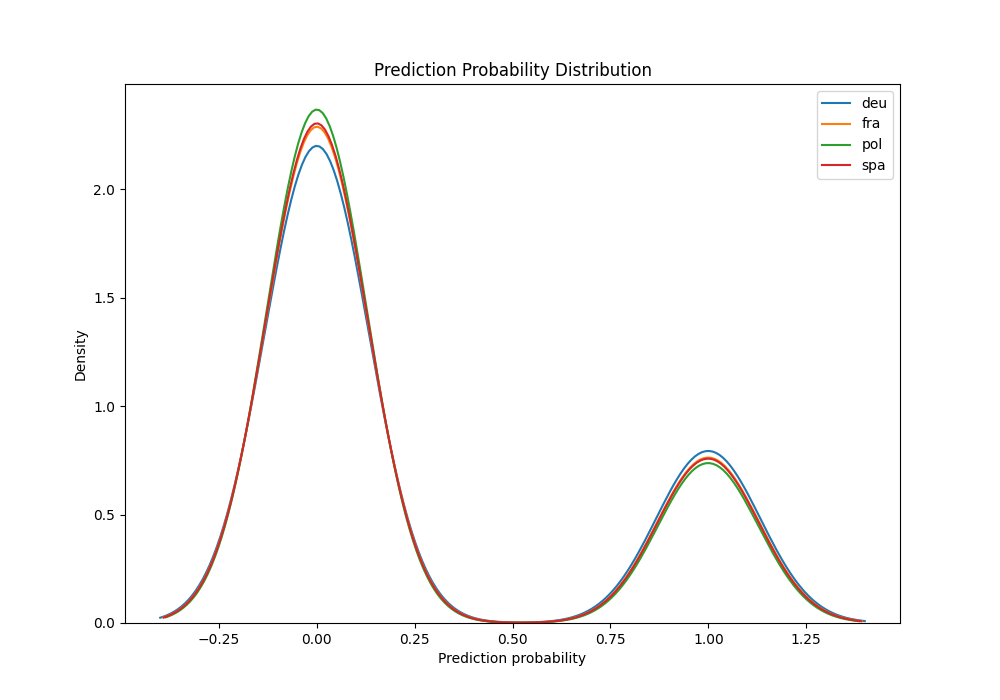 Prediction Probability Distribution
deu
fra
pol
spa
Density
2.0
1.5
1.0
0.5
0.0
−0.25
0.00
0.25
0.50
0.75
1.00
1.25
Prediction probability